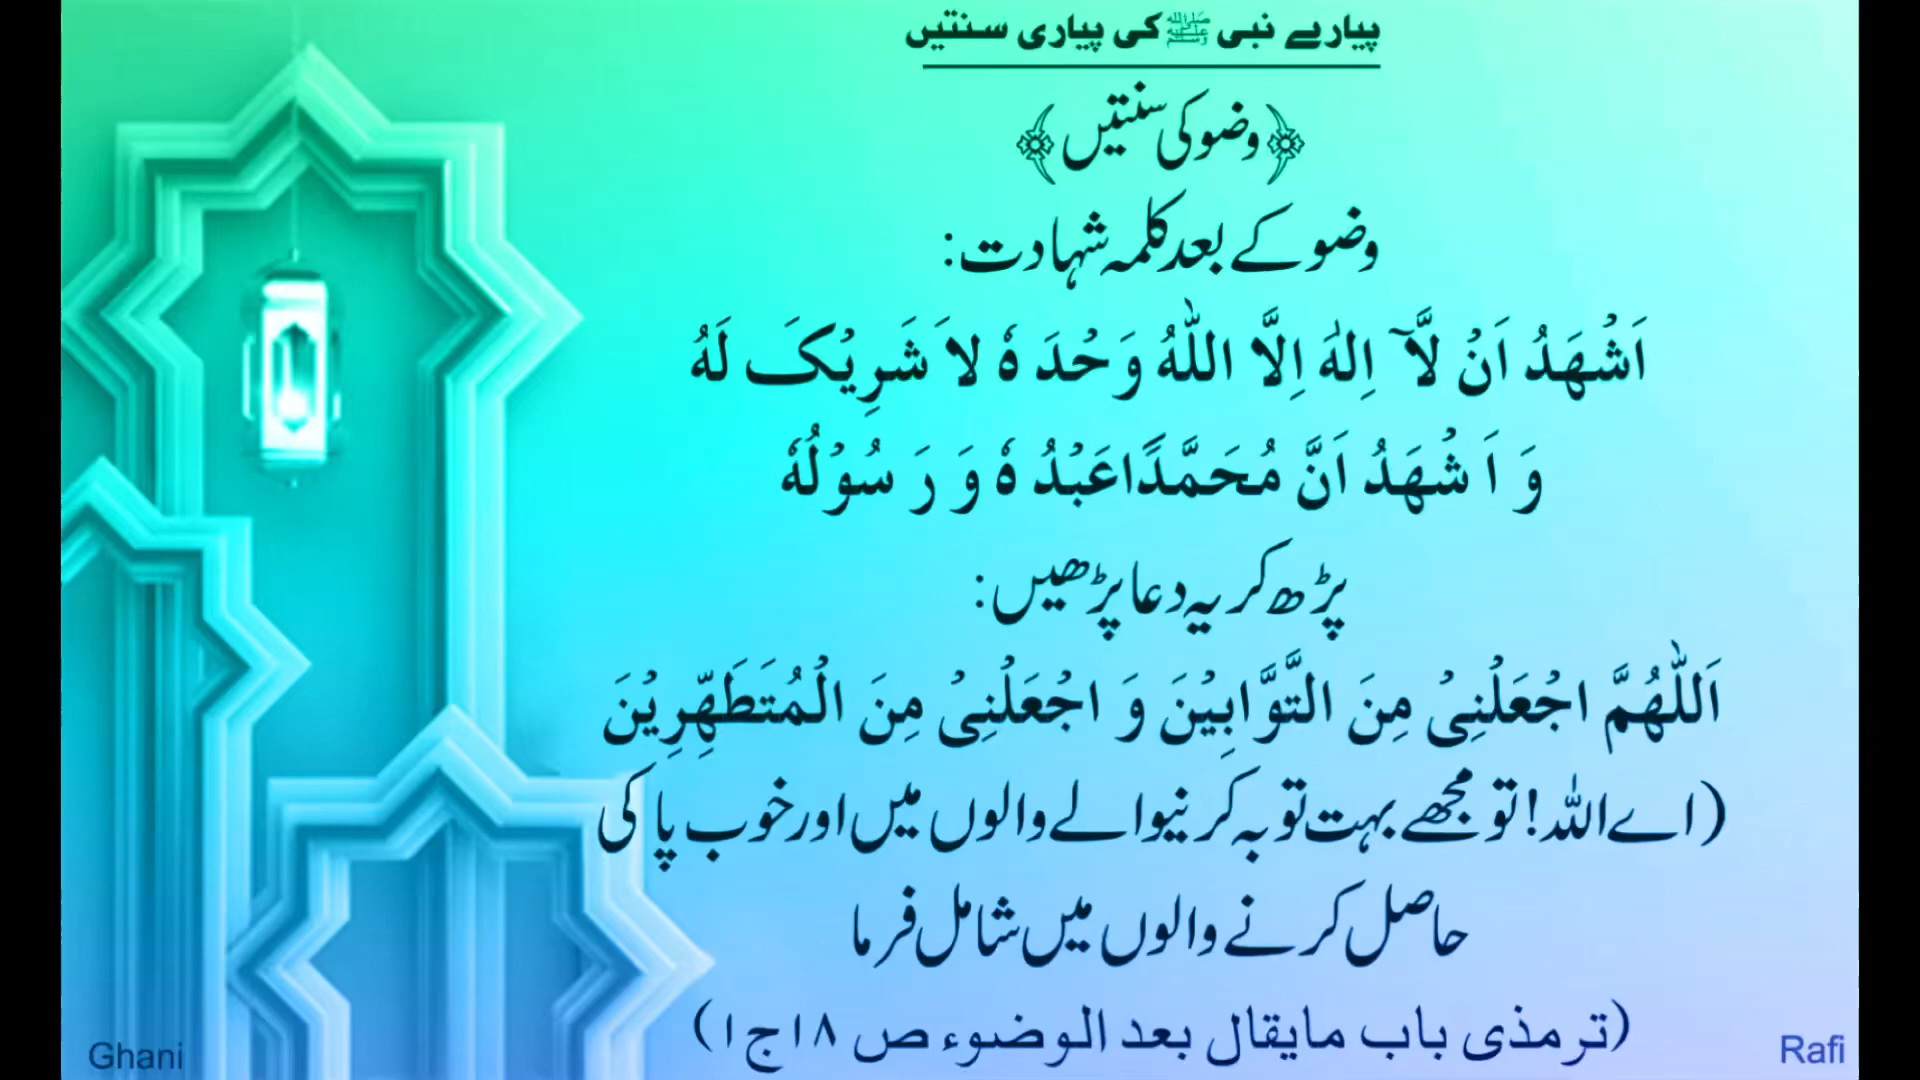 پیارے نبی ﷺ کی پیاری سنتیں
﴿وضو کی سنتیں﴾
وضو کے بعد کلمہ شہادت:
اَشْهَدُ اَنْ لَّآ اِلٰهَ اِلَّا اللّٰهُ وَحْدَهٗ لاَ شَرِيْکَ لَهُ
وَ اَشْهَدُ اَنَّ مُحَمَّدًا عَبْدُهٗ وَ رَسُوْلُهٗ
پڑھ کر یہ دعا پڑھیں:
اَللّٰهُمَّ اجْعَلْنِیْ مِنَ التَّوَّابِیْنَ وَ اجْعَلْنِیْ مِنَ الْمُتَطَهِّرِیْنَ
(اے اللہ! تو مجھے بہت توبہ کرنیوالے والوں میں اور خوب پاکی
حاصل کرنے والوں میں شامل فرما
(ترمذی باب مایقال بعد الوضوء ص ۱۸ ج ۱)
Ghani
Rafi